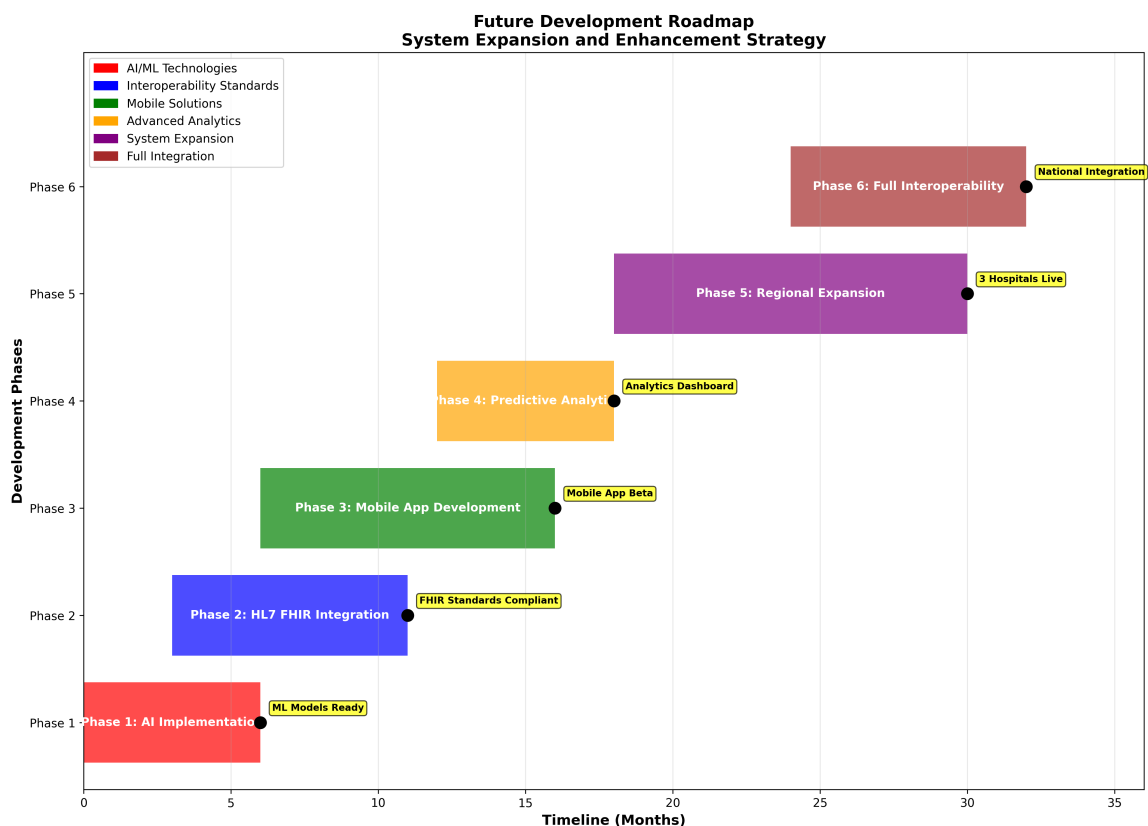 Future Development Roadmap
System Expansion and Enhancement Strategy
AI/ML Technologies
Interoperability Standards
Mobile Solutions
Advanced Analytics
System Expansion
Full Integration
Development Phases
Phase 6
Phase 6: Full Interoperability
National Integration
Phase 5
Phase 5: Regional Expansion
3 Hospitals Live
Phase 4
Phase 4: Predictive Analyti
Analytics Dashboard
Phase 3
Phase 3: Mobile App Development
Mobile App Beta
Phase 2
Phase 2: HL7 FHIR Integration
FHIR Standards Compliant
Phase 1
Phase 1: AI Implementation
ML Models Ready
0 5 10 15 20 25 30 35
Timeline (Months)